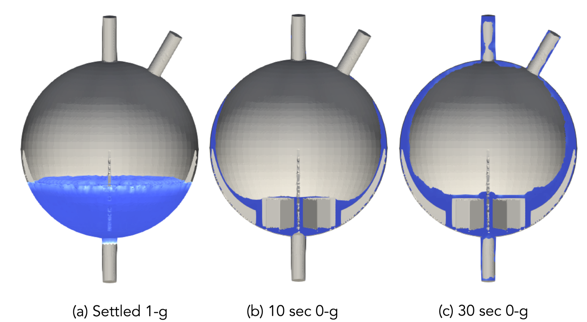 (a) Settled 1-g
(b) 10 sec 0-g
(c) 30 sec 0-g